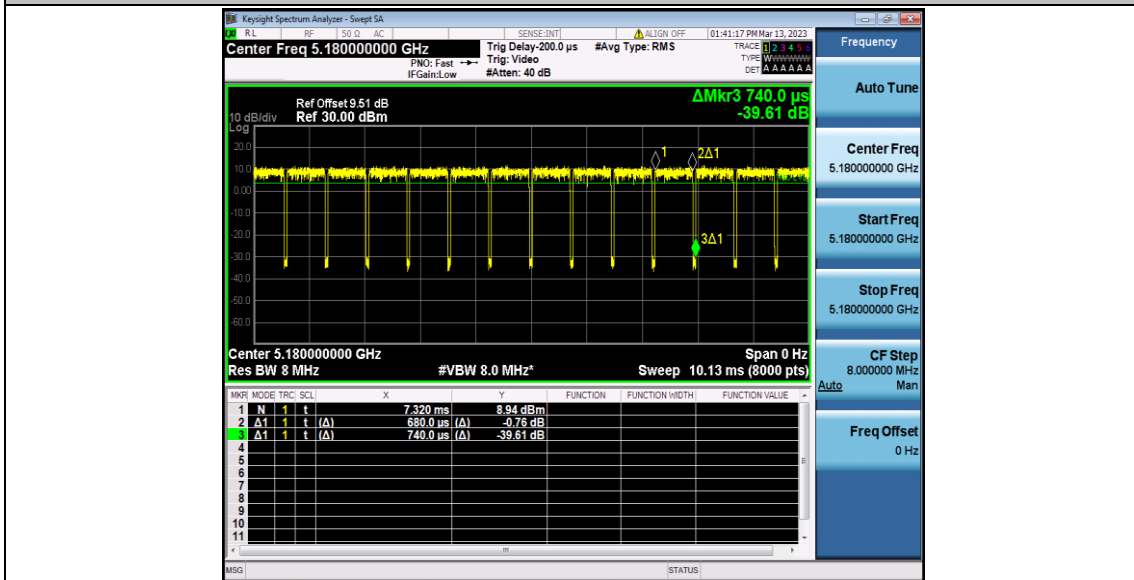 Keysight Spectrum Analyzer - Swept SA
RL RF 50 Ω AC SENSE:INT ALIGN OFF 01:41:17 PM Mar 13, 2023
Center Freq 5.180000000 GHz
PNO: Fast
IFGain:Low
Trig Delay-200.0 µs
Trig: Video
#Atten: 40 dB
#Avg Type: RMS
TRACE 1 2 3 4 5 6
TYPE WWWWWW
DET A A A A A A
Frequency
Auto Tune
Center Freq
5.180000000 GHz
Start Freq
5.180000000 GHz
Stop Freq
5.180000000 GHz
CF Step
8.000000 MHz
Auto Man
Freq Offset
0 Hz
ΔMkr3 740.0 µs
-39.61 dB
Ref Offset 9.51 dB
10 dB/div Ref 30.00 dBm
Log
20.0
10.0
0.00
-10.0
-20.0
-30.0
-40.0
-50.0
-60.0
1
2Δ1
3Δ1
Center 5.180000000 GHz Span 0 Hz
Res BW 8 MHz #VBW 8.0 MHz* Sweep 10.13 ms (8000 pts)
MKR MODE TRC SCL X Y FUNCTION FUNCTION WIDTH FUNCTION VALUE
1 N 1 t 7.320 ms 8.94 dBm
2 Δ1 1 t (Δ) 680.0 µs (Δ) -0.76 dB
3 Δ1 1 t (Δ) 740.0 µs (Δ) -39.61 dB
4
5
6
7
8
9
10
11
MSG STATUS